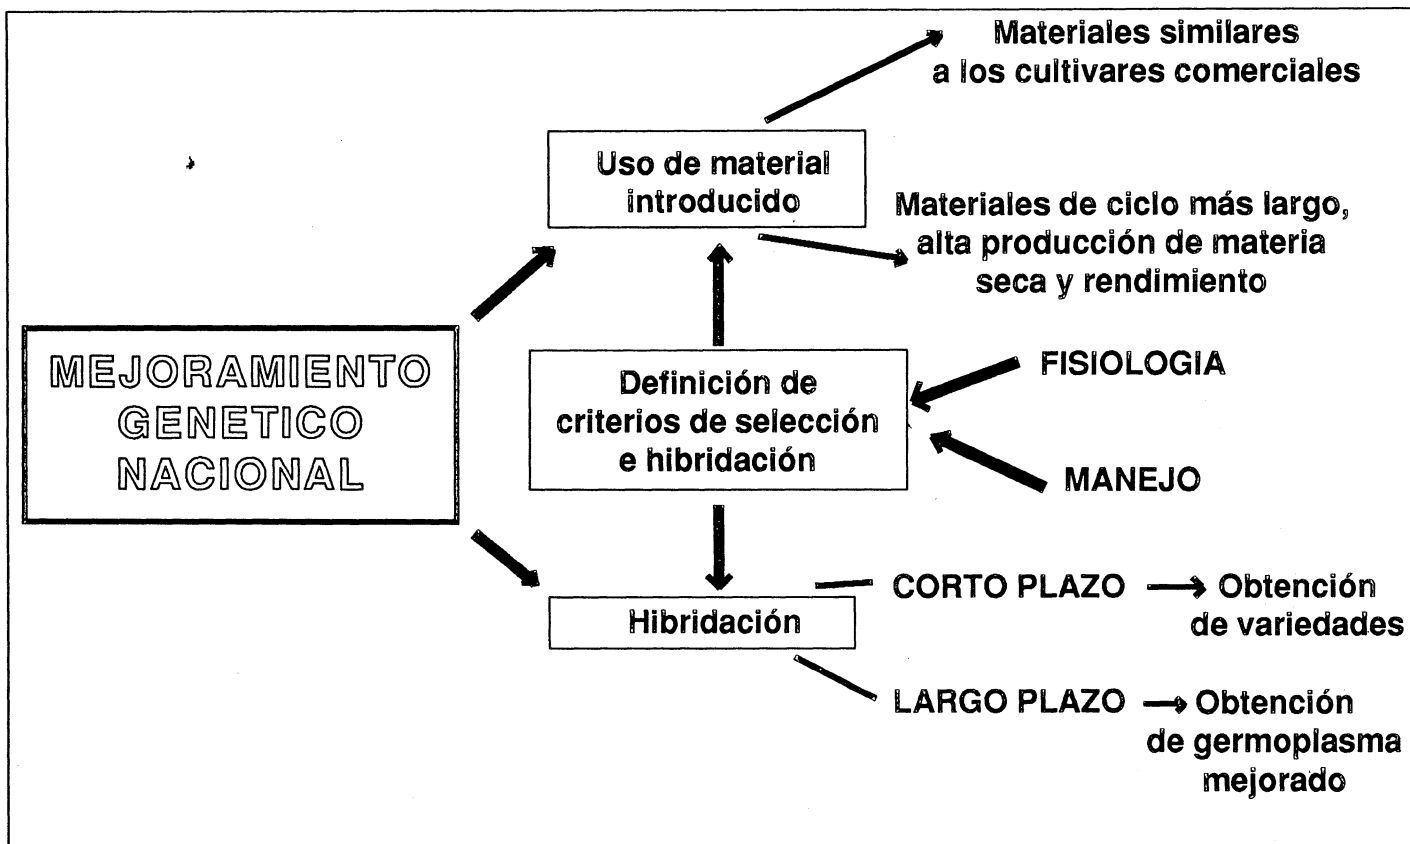 Materiales similares
a los cultivares comerciales
Uso de material
introducido
Materiales de ciclo más largo,
alta producción de materia
seca y rendimiento
MEJORAMIENTO
GENETICO
NACIONAL
Definición de
criterios de selección
e hibridación
FISIOLOGIA
MANEJO
Hibridación
CORTO PLAZO → Obtención
de variedades
LARGO PLAZO → Obtención
de germoplasma
mejorado